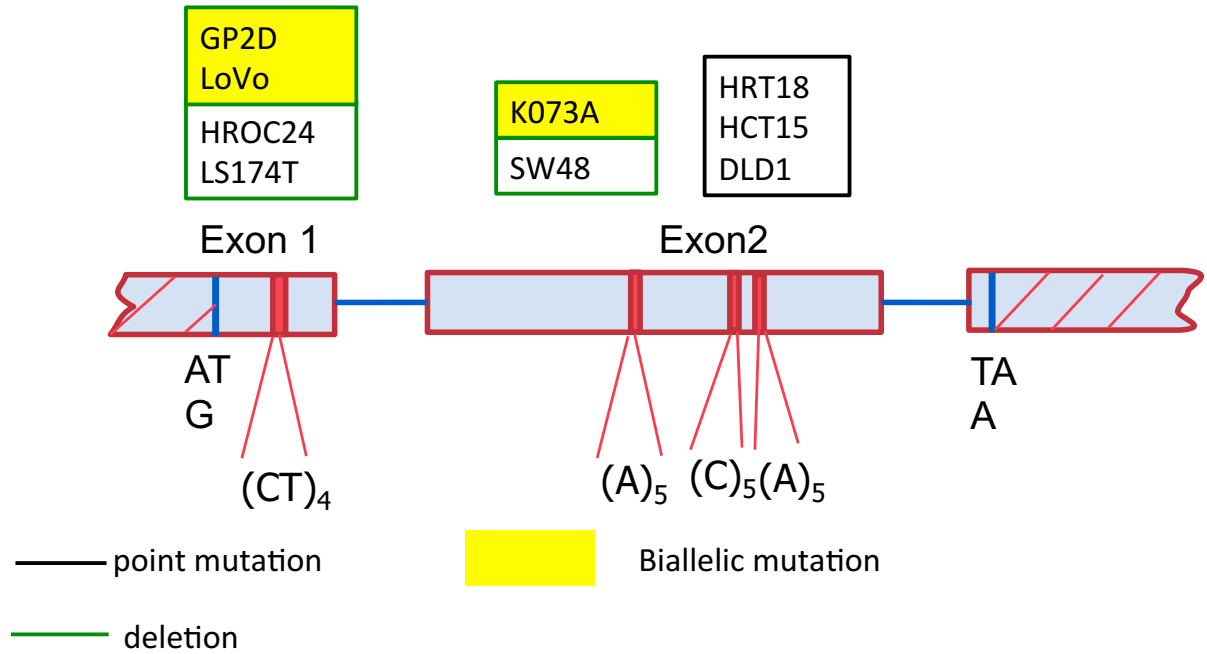 GP2D
LoVo
HROC24
LS174T
K073A
SW48
HRT18
HCT15
DLD1
Exon 1
Exon2
AT
G
TA
A
(CT)₄
(A)₅
(C)₅(A)₅
point mutation
Biallelic mutation
deletion